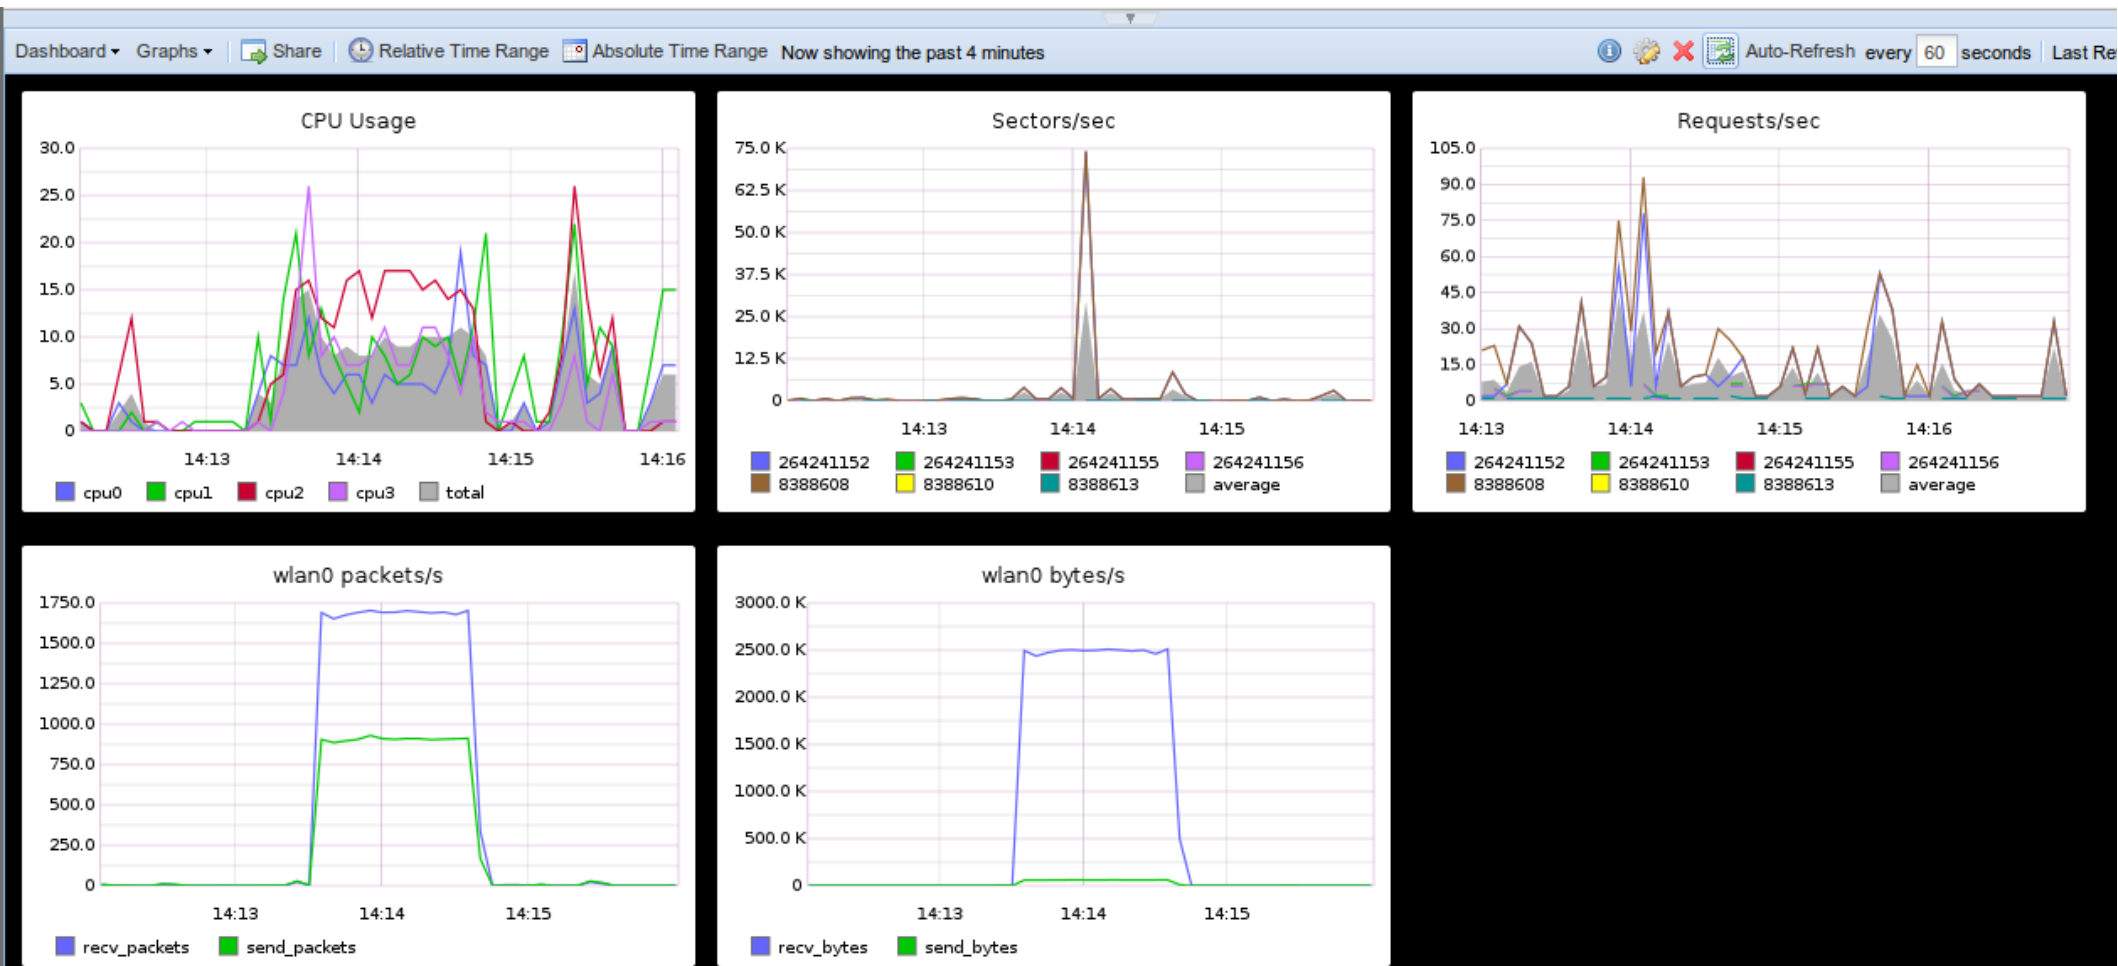 Dashboard Graphs Share Relative Time Range Absolute Time Range Now showing the past 4 minutes Auto-Refresh every 60 seconds Last Re
CPU Usage
30.0
25.0
20.0
15.0
10.0
5.0
0
14:13 14:14 14:15 14:16
cpu0 cpu1 cpu2 cpu3 total
Sectors/sec
75.0 K
62.5 K
50.0 K
37.5 K
25.0 K
12.5 K
0
14:13 14:14 14:15
264241152 264241153 264241155 264241156
8388608 8388610 8388613 average
Requests/sec
105.0
90.0
75.0
60.0
45.0
30.0
15.0
0
14:13 14:14 14:15 14:16
264241152 264241153 264241155 264241156
8388608 8388610 8388613 average
wlan0 packets/s
1750.0
1500.0
1250.0
1000.0
750.0
500.0
250.0
0
14:13 14:14 14:15
recv_packets send_packets
wlan0 bytes/s
3000.0 K
2500.0 K
2000.0 K
1500.0 K
1000.0 K
500.0 K
0
14:13 14:14 14:15
recv_bytes send_bytes